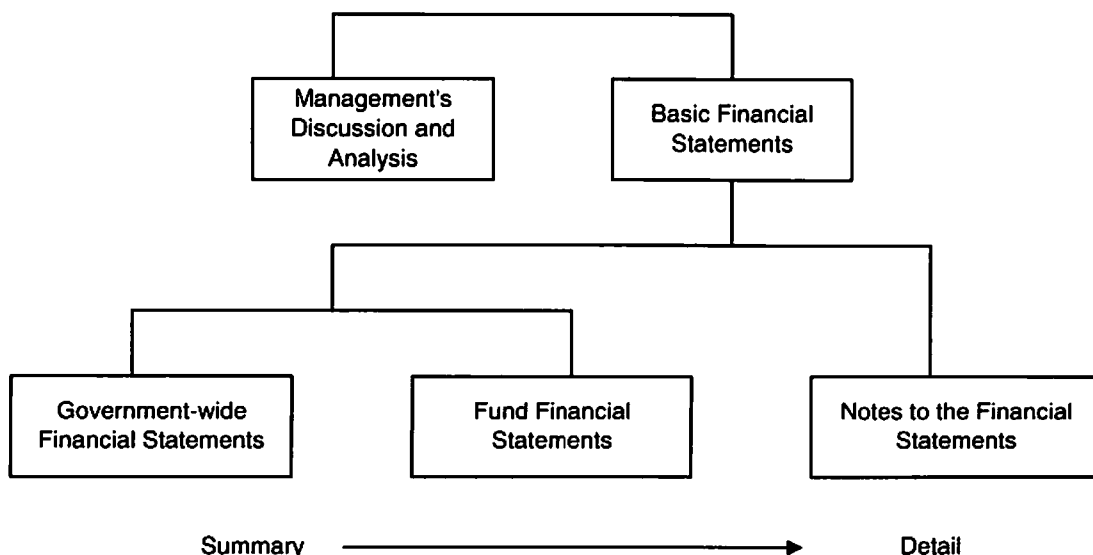 Management's
Discussion and
Analysis
Basic Financial
Statements
Government-wide
Financial Statements
Fund Financial
Statements
Notes to the Financial
Statements
Summary
Detail